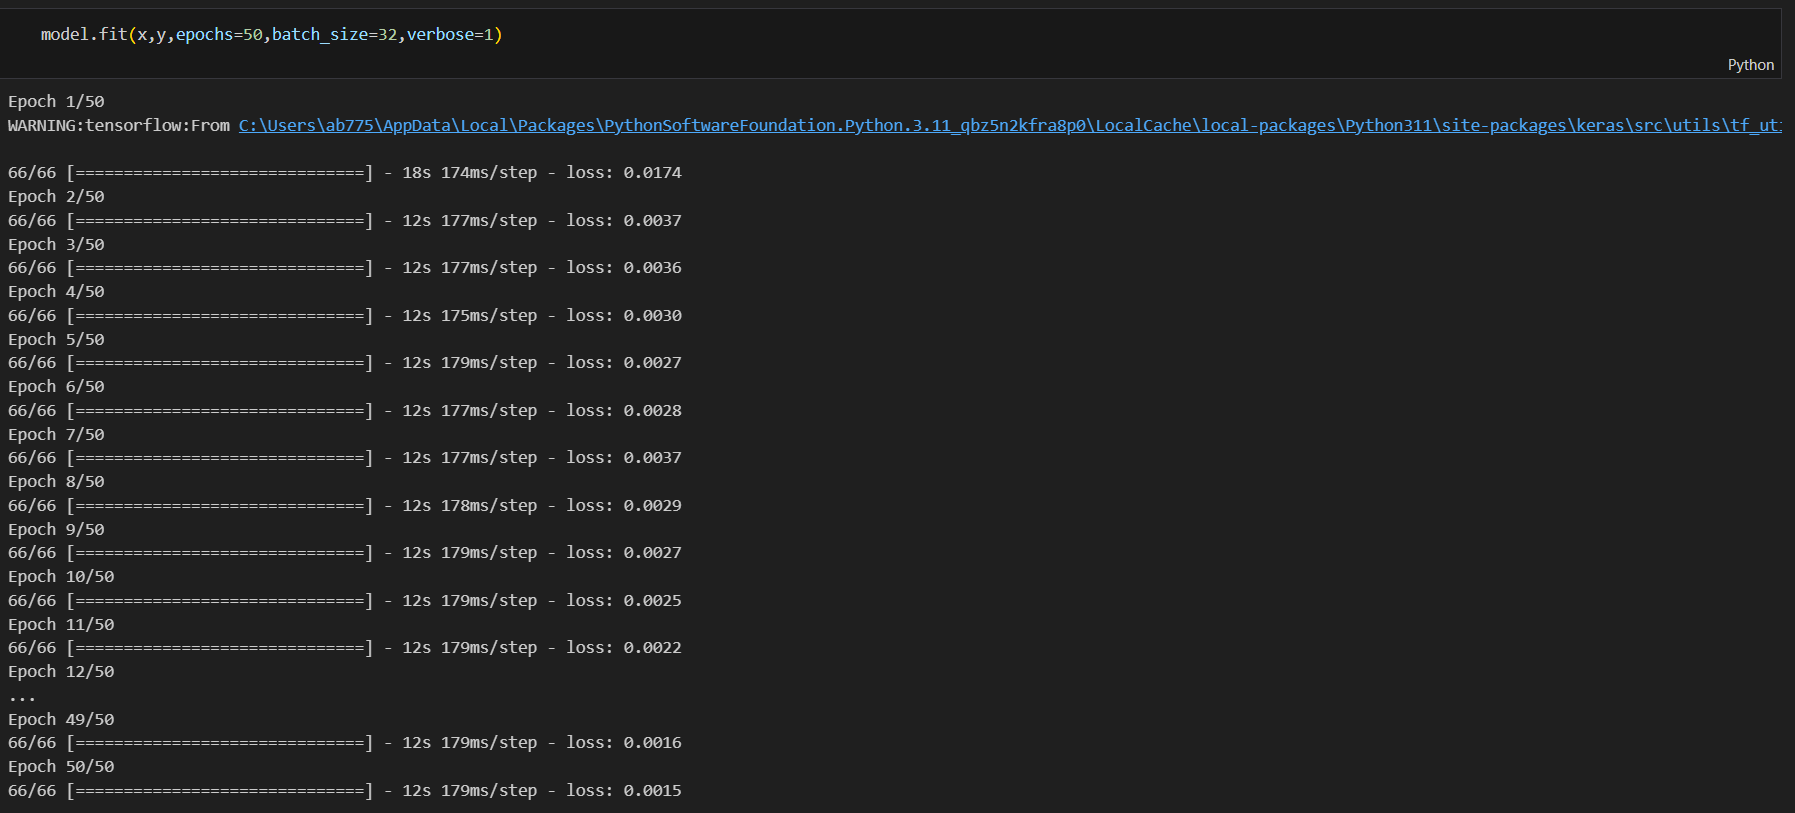 model.fit(x,y,epochs=50,batch_size=32,verbose=1)
Python
Epoch 1/50
WARNING:tensorflow:From C:\Users\ab775\AppData\Local\Packages\PythonSoftwareFoundation.Python.3.11_qbz5n2kfra8p0\LocalCache\local-packages\Python311\site-packages\keras\src\utils\tf_uti
66/66 [==============================] - 18s 174ms/step - loss: 0.0174
Epoch 2/50
66/66 [==============================] - 12s 177ms/step - loss: 0.0037
Epoch 3/50
66/66 [==============================] - 12s 177ms/step - loss: 0.0036
Epoch 4/50
66/66 [==============================] - 12s 175ms/step - loss: 0.0030
Epoch 5/50
66/66 [==============================] - 12s 179ms/step - loss: 0.0027
Epoch 6/50
66/66 [==============================] - 12s 177ms/step - loss: 0.0028
Epoch 7/50
66/66 [==============================] - 12s 177ms/step - loss: 0.0037
Epoch 8/50
66/66 [==============================] - 12s 178ms/step - loss: 0.0029
Epoch 9/50
66/66 [==============================] - 12s 179ms/step - loss: 0.0027
Epoch 10/50
66/66 [==============================] - 12s 179ms/step - loss: 0.0025
Epoch 11/50
66/66 [==============================] - 12s 179ms/step - loss: 0.0022
Epoch 12/50
...
Epoch 49/50
66/66 [==============================] - 12s 179ms/step - loss: 0.0016
Epoch 50/50
66/66 [==============================] - 12s 179ms/step - loss: 0.0015